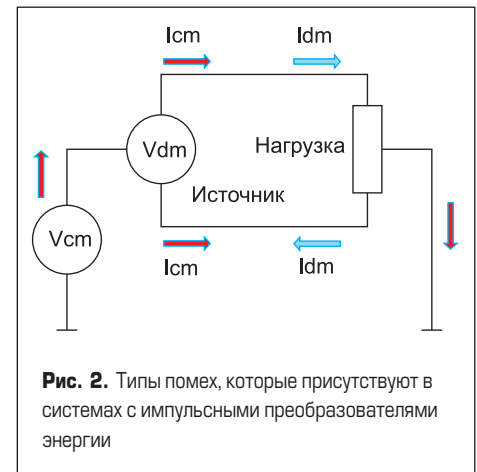 Icm
Idm
Vdm
Нагрузка
Источник
Vcm
Icm
Idm
Рис. 2. Типы помех, которые присутствуют в
системах с импульсными преобразователями
энергии